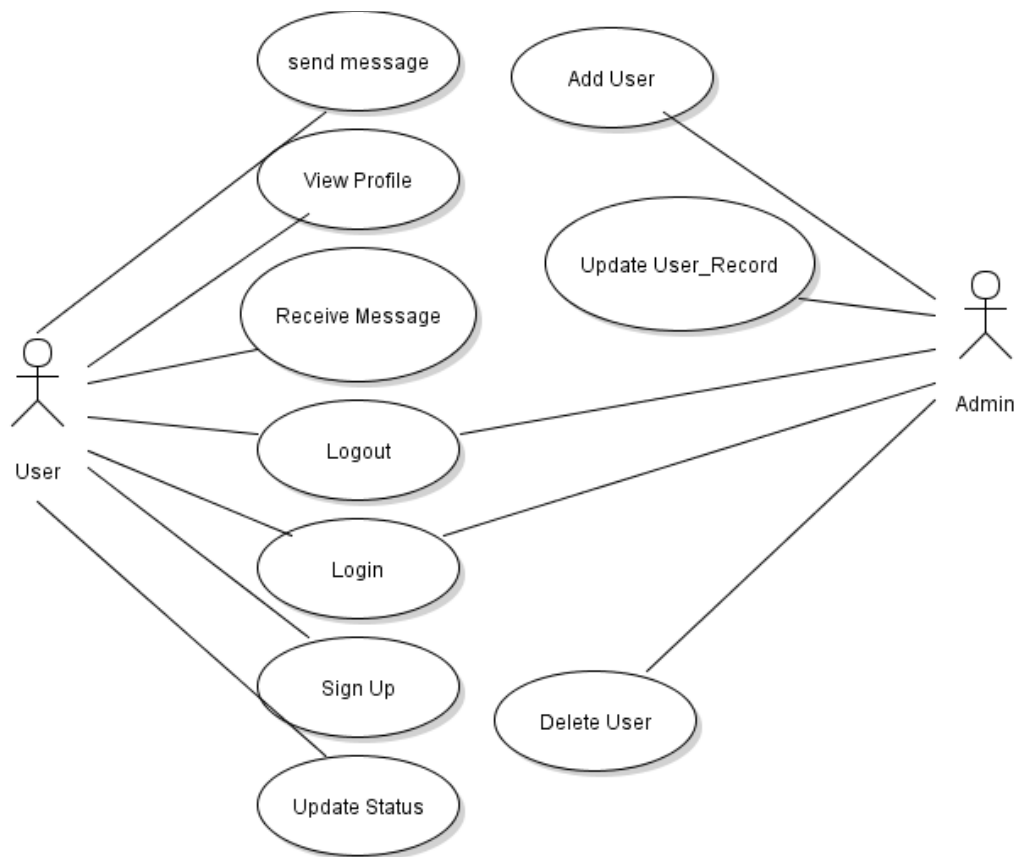 send message
Add User
View Profile
Update User_Record
Receive Message
Admin
Logout
User
Login
Sign Up
Delete User
Update Status